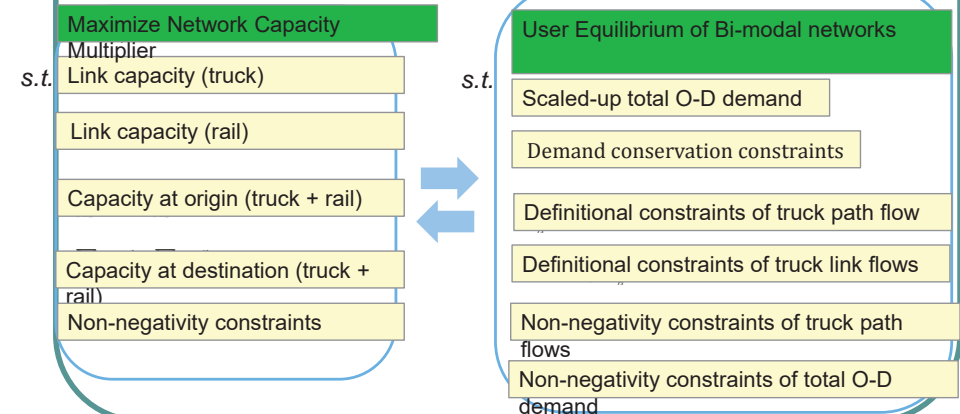 Maximize Network Capacity
Multiplier
s.t.
Link capacity (truck)
Link capacity (rail)
Capacity at origin (truck + rail)
Capacity at destination (truck +
rail)
Non-negativity constraints
User Equilibrium of Bi-modal networks
s.t.
Scaled-up total O-D demand
Demand conservation constraints
Definitional constraints of truck path flow
Definitional constraints of truck link flows
Non-negativity constraints of truck path
flows
Non-negativity constraints of total O-D
demand